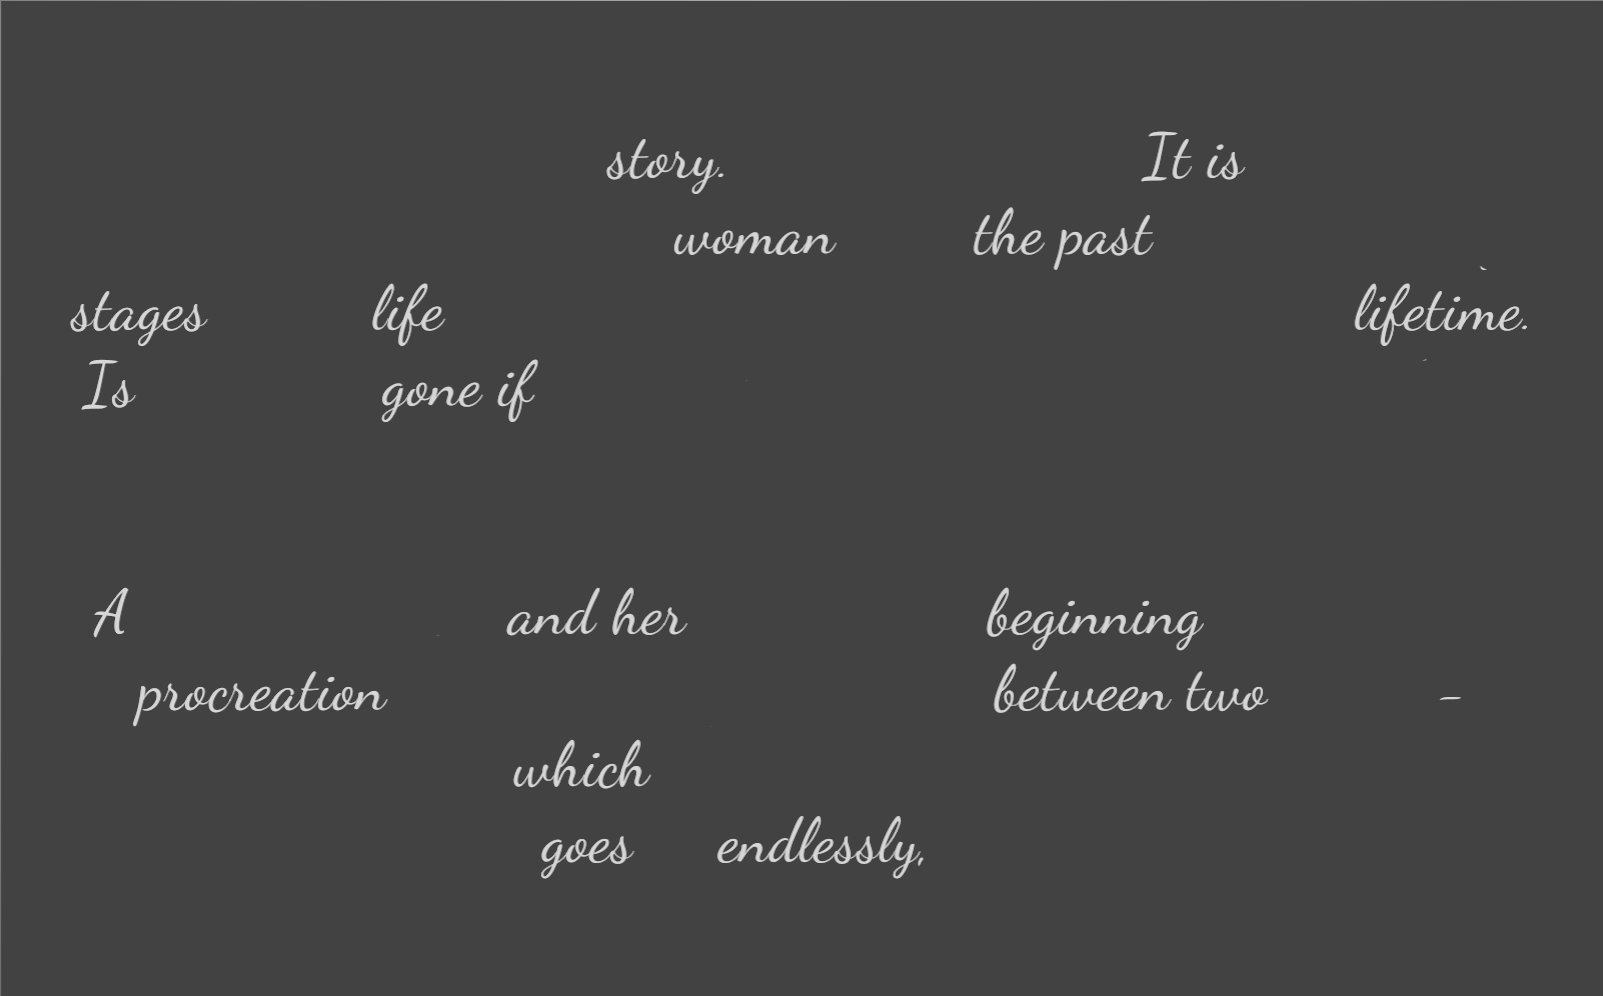 story. It is
woman the past
stages life lifetime.
Is gone if
A and her beginning
procreation between two –
which
goes endlessly,